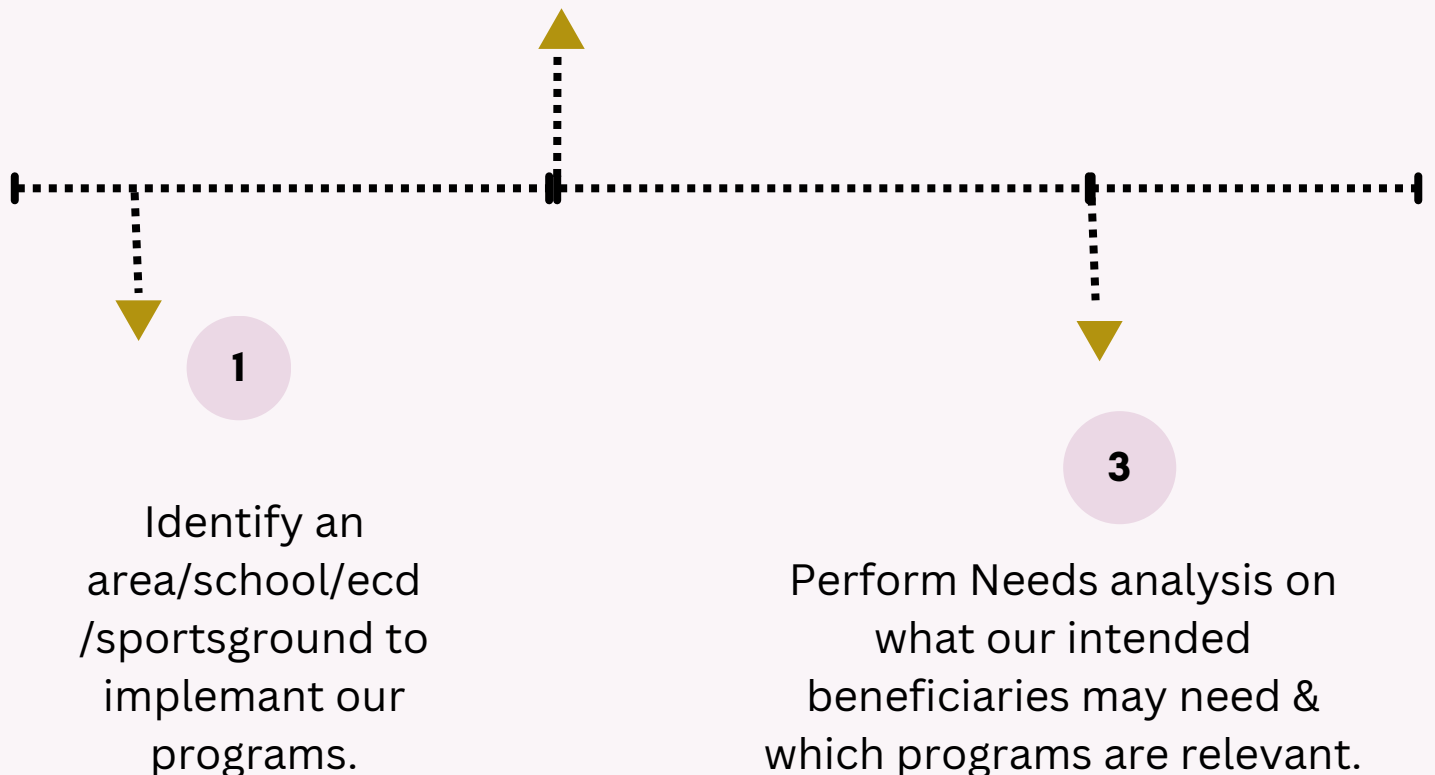 1
Identify an
area/school/ecd
/sportsground to
implemant our
programs.
3
Perform Needs analysis on
what our intended
beneficiaries may need &
which programs are relevant.